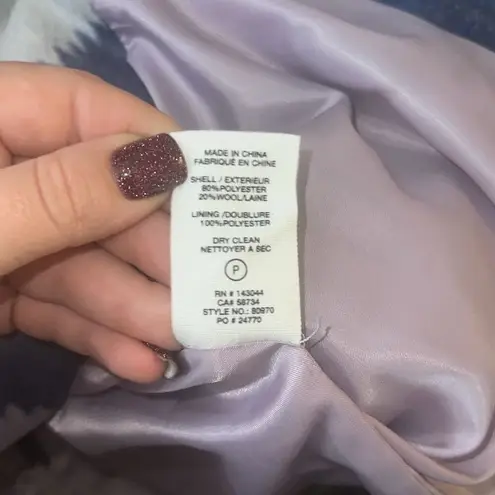 MADE IN CHINA
FABRIQUÉ EN CHINE
SHELL / EXTERIEUR
80%POLYESTER
20%WOOL/LAINE
LINING /DOUBLURE
100%POLYESTER
DRY CLEAN
NETTOYER A SEC
P
RN # 143044
CA# 58734
STYLE NO.: 80970
PO # 24770